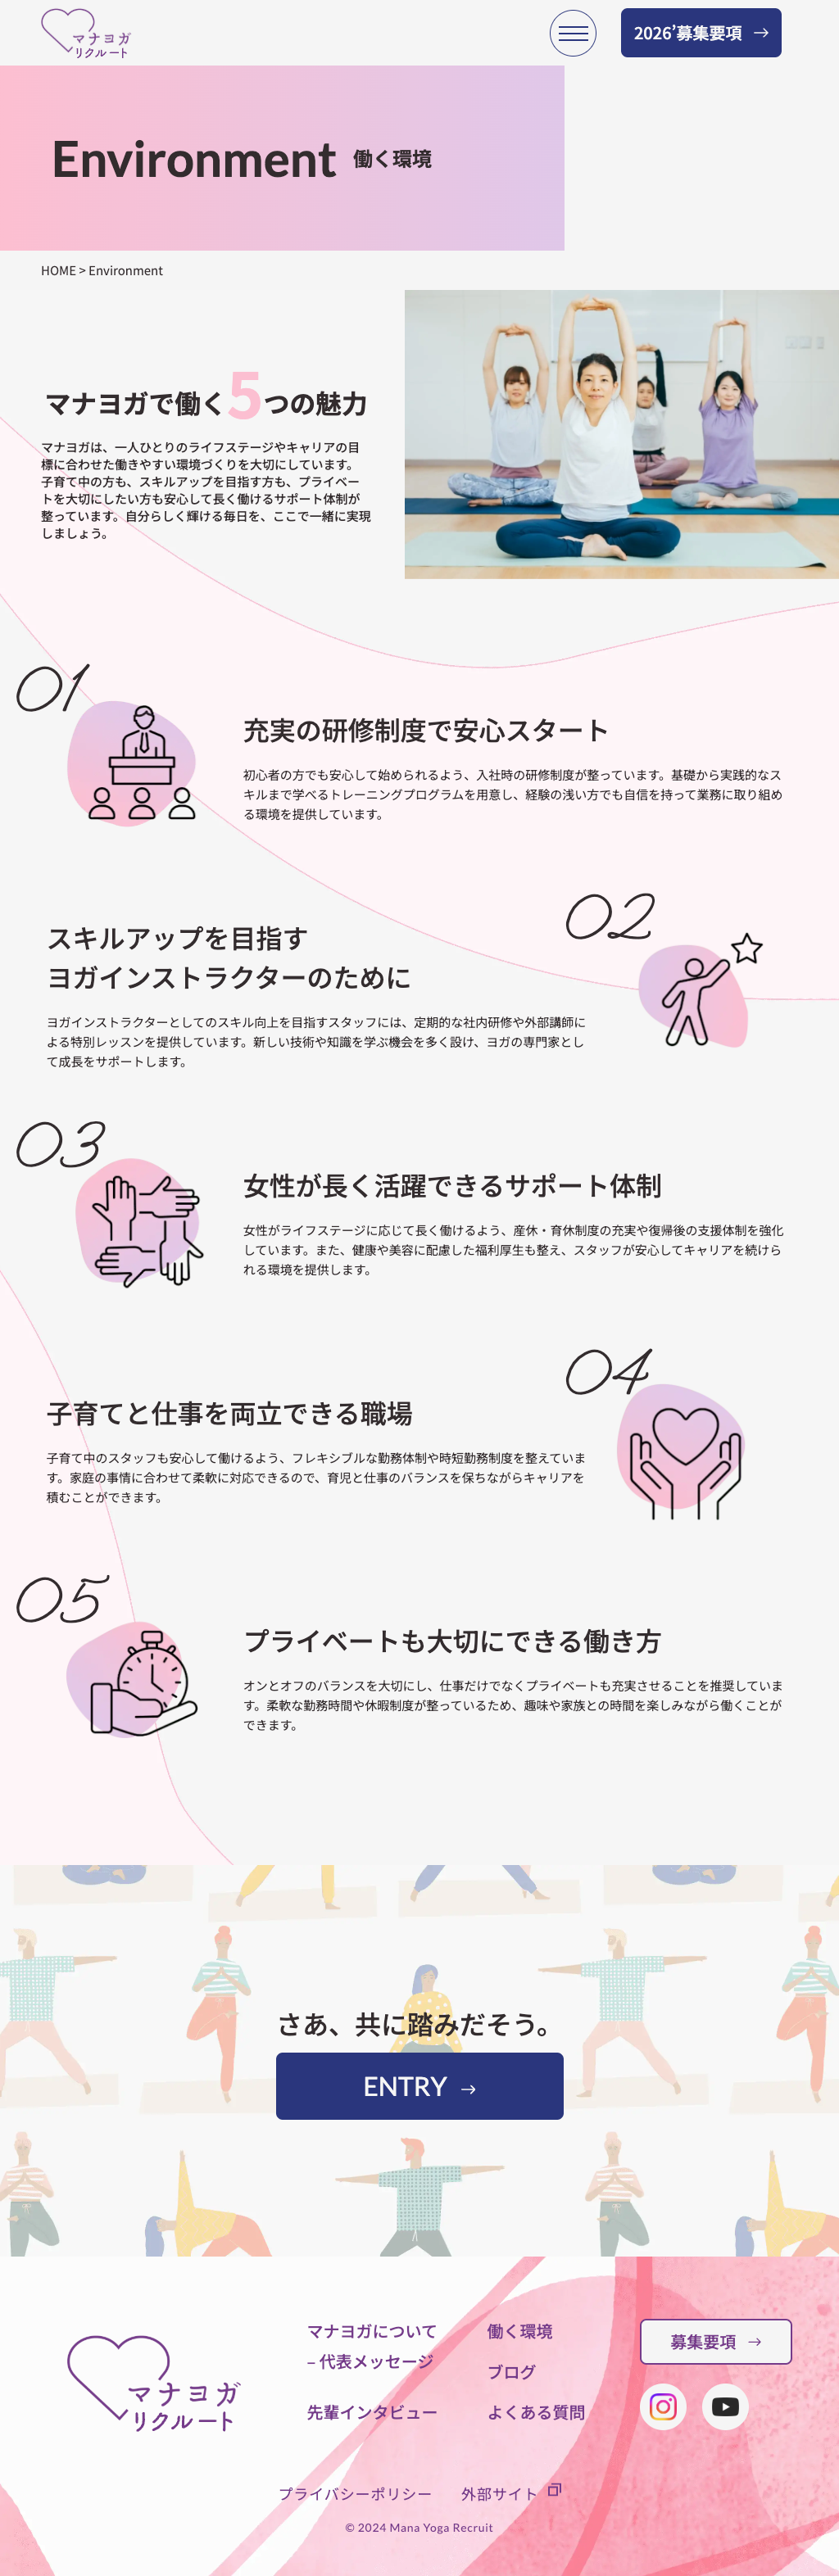 マナヨガ
リクルート
2026’募集要項 →
Environment 働く環境
HOME > Environment
マナヨガで働く5つの魅力
マナヨガは、一人ひとりのライフステージやキャリアの目
標に合わせた働きやすい環境づくりを大切にしています。
子育て中の方も、スキルアップを目指す方も、プライベー
トを大切にしたい方も安心して長く働けるサポート体制が
整っています。自分らしく輝ける毎日を、ここで一緒に実現
しましょう。
01
充実の研修制度で安心スタート
初心者の方でも安心して始められるよう、入社時の研修制度が整っています。基礎から実践的なス
キルまで学べるトレーニングプログラムを用意し、経験の浅い方でも自信を持って業務に取り組め
る環境を提供しています。
02
スキルアップを目指す
ヨガインストラクターのために
ヨガインストラクターとしてのスキル向上を目指すスタッフには、定期的な社内研修や外部講師に
よる特別レッスンを提供しています。新しい技術や知識を学ぶ機会を多く設け、ヨガの専門家とし
て成長をサポートします。
03
女性が長く活躍できるサポート体制
女性がライフステージに応じて長く働けるよう、産休・育休制度の充実や復帰後の支援体制を強化
しています。また、健康や美容に配慮した福利厚生も整え、スタッフが安心してキャリアを続けら
れる環境を提供します。
04
子育てと仕事を両立できる職場
子育て中のスタッフも安心して働けるよう、フレキシブルな勤務体制や時短勤務制度を整えていま
す。家庭の事情に合わせて柔軟に対応できるので、育児と仕事のバランスを保ちながらキャリアを
積むことができます。
05
プライベートも大切にできる働き方
オンとオフのバランスを大切にし、仕事だけでなくプライベートも充実させることを推奨していま
す。柔軟な勤務時間や休暇制度が整っているため、趣味や家族との時間を楽しみながら働くことが
できます。
さあ、共に踏みだそう。
ENTRY →
マナヨガ
リクルート
マナヨガについて
– 代表メッセージ
先輩インタビュー
働く環境
ブログ
よくある質問
募集要項 →
プライバシーポリシー 外部サイト
© 2024 Mana Yoga Recruit